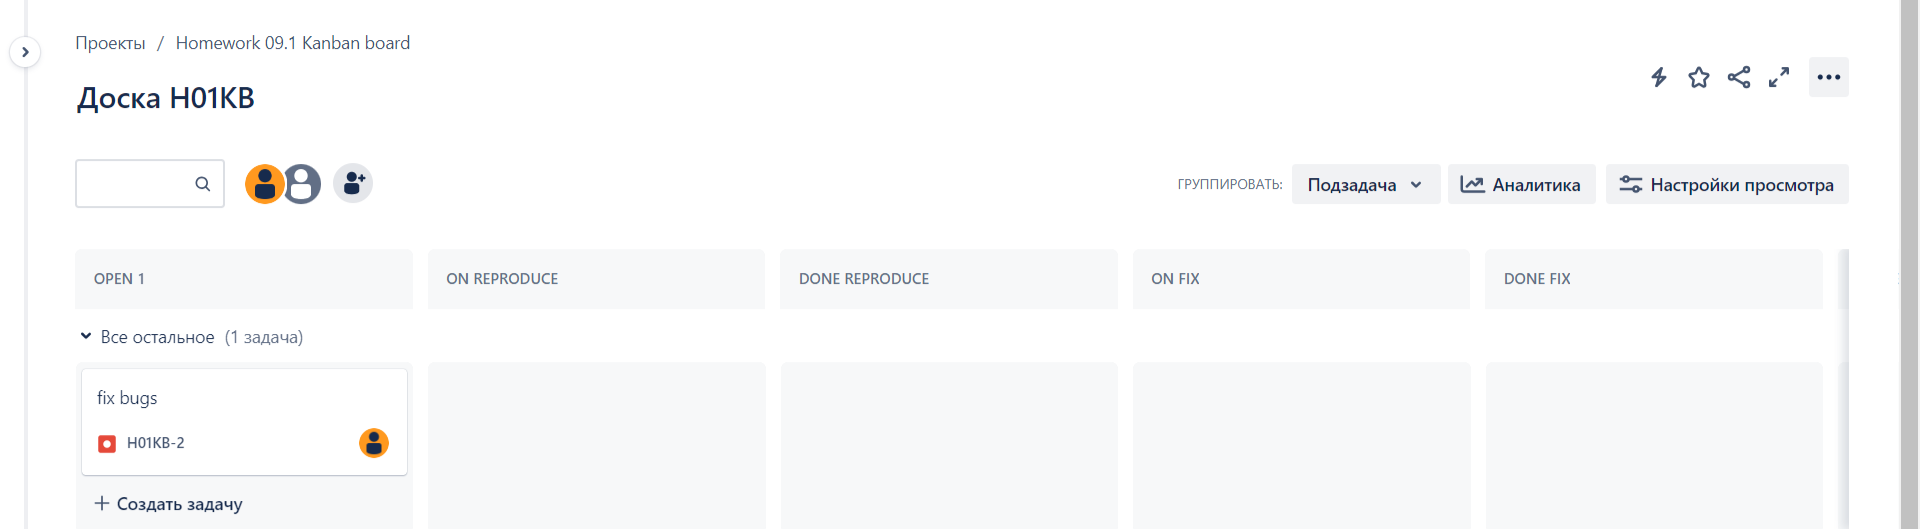 Проекты / Homework 09.1 Kanban board
Доска H01KB
ГРУППИРОВАТЬ: Подзадача Аналитика Настройки просмотра
OPEN 1 ON REPRODUCE DONE REPRODUCE ON FIX DONE FIX
Все остальное (1 задача)
fix bugs
H01KB-2
+ Создать задачу